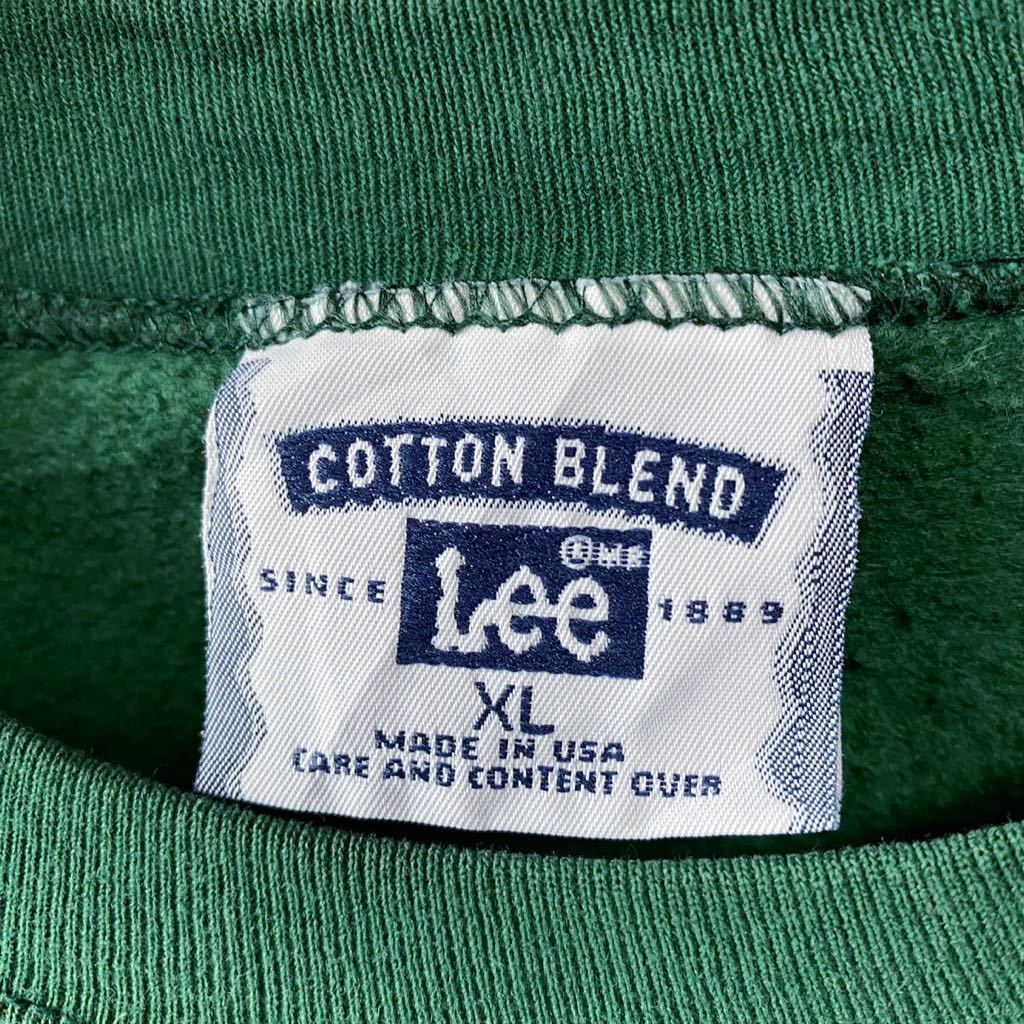 COTTON BLEND
Lee
SINCE 1889
XL
MADE IN USA
CARE AND CONTENT OVER